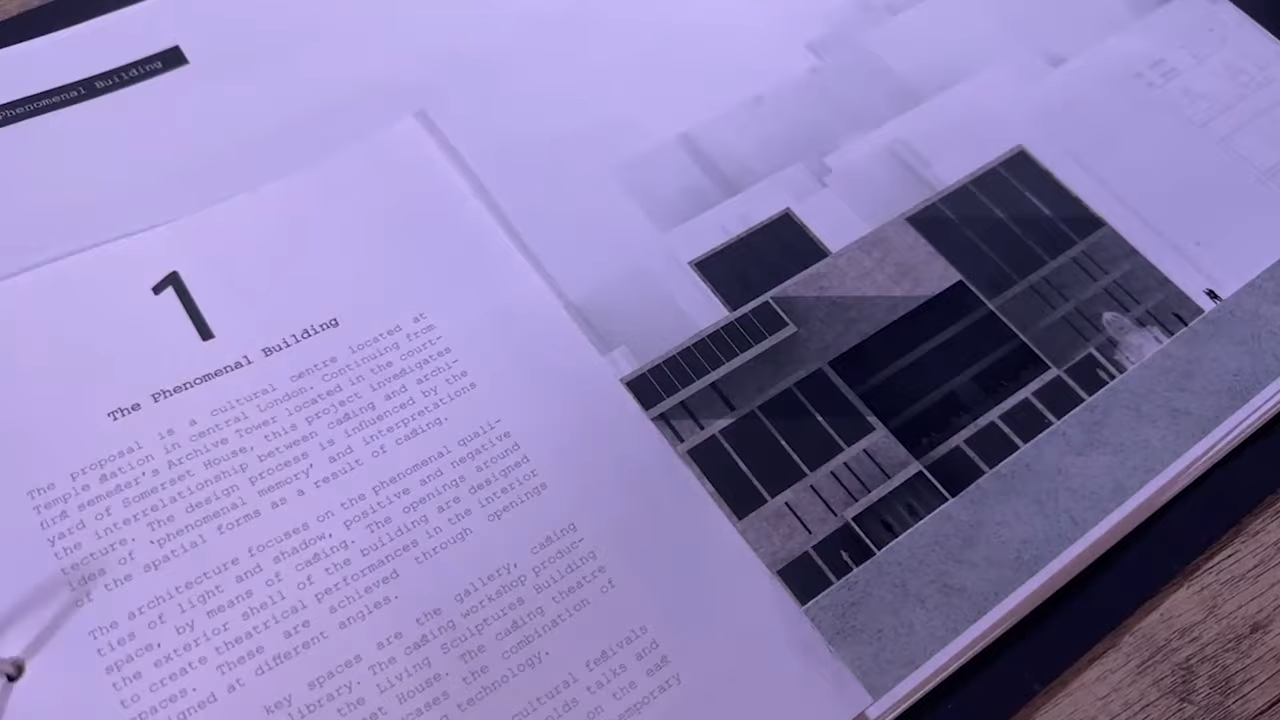 Phenomenal Building
1
The Phenomenal Building
The proposal is a cultural centre located at
Temple station in central London. Continuing from
first semester's Archive Tower located in the court-
yard of Somerset House, this project investigates
the interrelationship between casting and archi-
tecture. The design process is influenced by the
idea of 'phenomenal memory' and interpretations
of the spatial forms as a result of casting.
The architecture focuses on the phenomenal quali-
ties of light and shadow, positive and negative
space, by means of casting. The openings around
the exterior shell of the building are designed
to create theatrical performances in the interior
spaces. These are achieved through openings
igned at different angles.
key spaces are the gallery, casting
library. The casting workshop produc-
the Living Sculptures Building
et House. The casting theatre
cases the combination of
ng technology.
cultural festivals
olds talks and
on the east
emporary